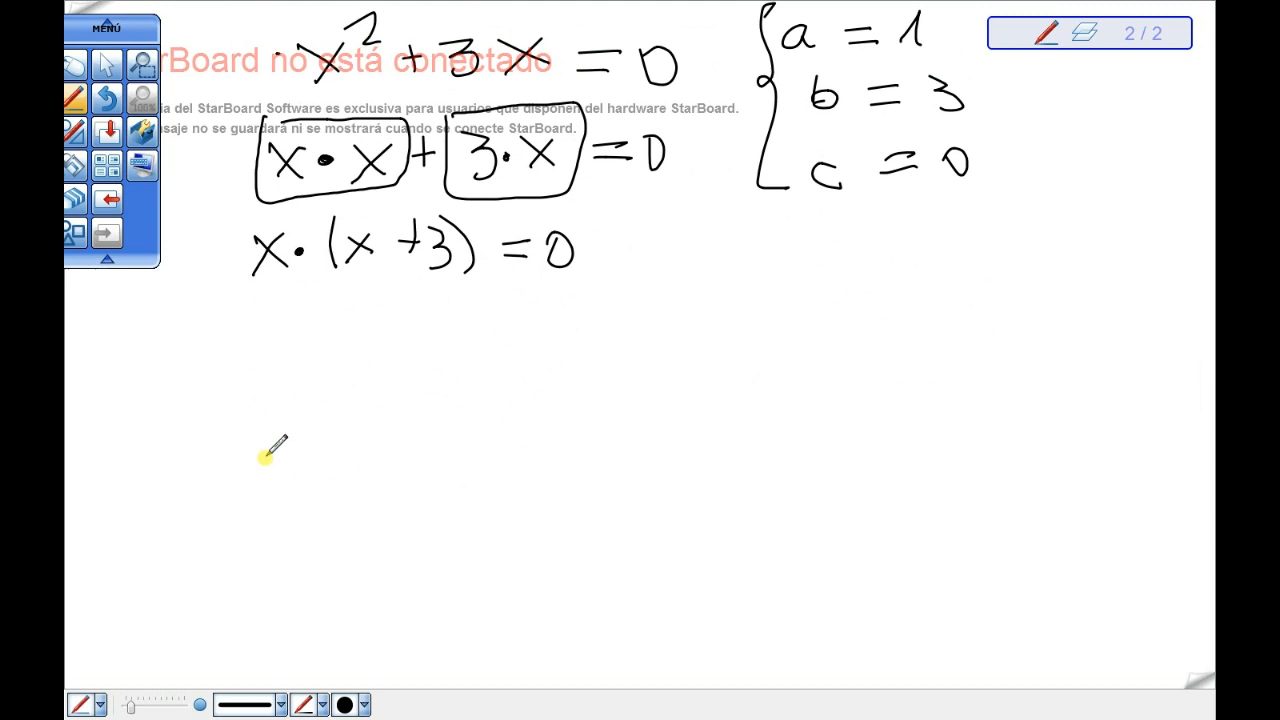 MENÚ
x² + 3x = 0
a = 1
2 / 2
rBoard no está conectado
b = 3
100%
ia del StarBoard Software es exclusiva para usuarios que disponen del hardware StarBoard.
saje no se guardará ni se mostrará cuando se conecte StarBoard.
x · x + 3 · x = 0
c = 0
x · (x + 3) = 0